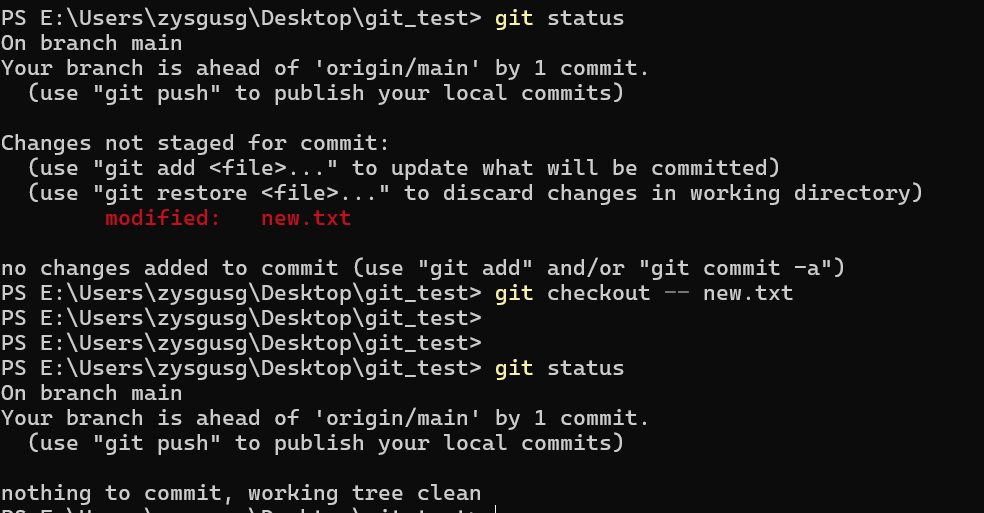 PS E:\Users\zysgusg\Desktop\git_test> git status
On branch main
Your branch is ahead of 'origin/main' by 1 commit.
  (use "git push" to publish your local commits)

Changes not staged for commit:
  (use "git add <file>..." to update what will be committed)
  (use "git restore <file>..." to discard changes in working directory)
        modified:   new.txt

no changes added to commit (use "git add" and/or "git commit -a")
PS E:\Users\zysgusg\Desktop\git_test> git checkout -- new.txt
PS E:\Users\zysgusg\Desktop\git_test>
PS E:\Users\zysgusg\Desktop\git_test>
PS E:\Users\zysgusg\Desktop\git_test> git status
On branch main
Your branch is ahead of 'origin/main' by 1 commit.
  (use "git push" to publish your local commits)

nothing to commit, working tree clean
PS E:\Users\zysgusg\Desktop\git_test>